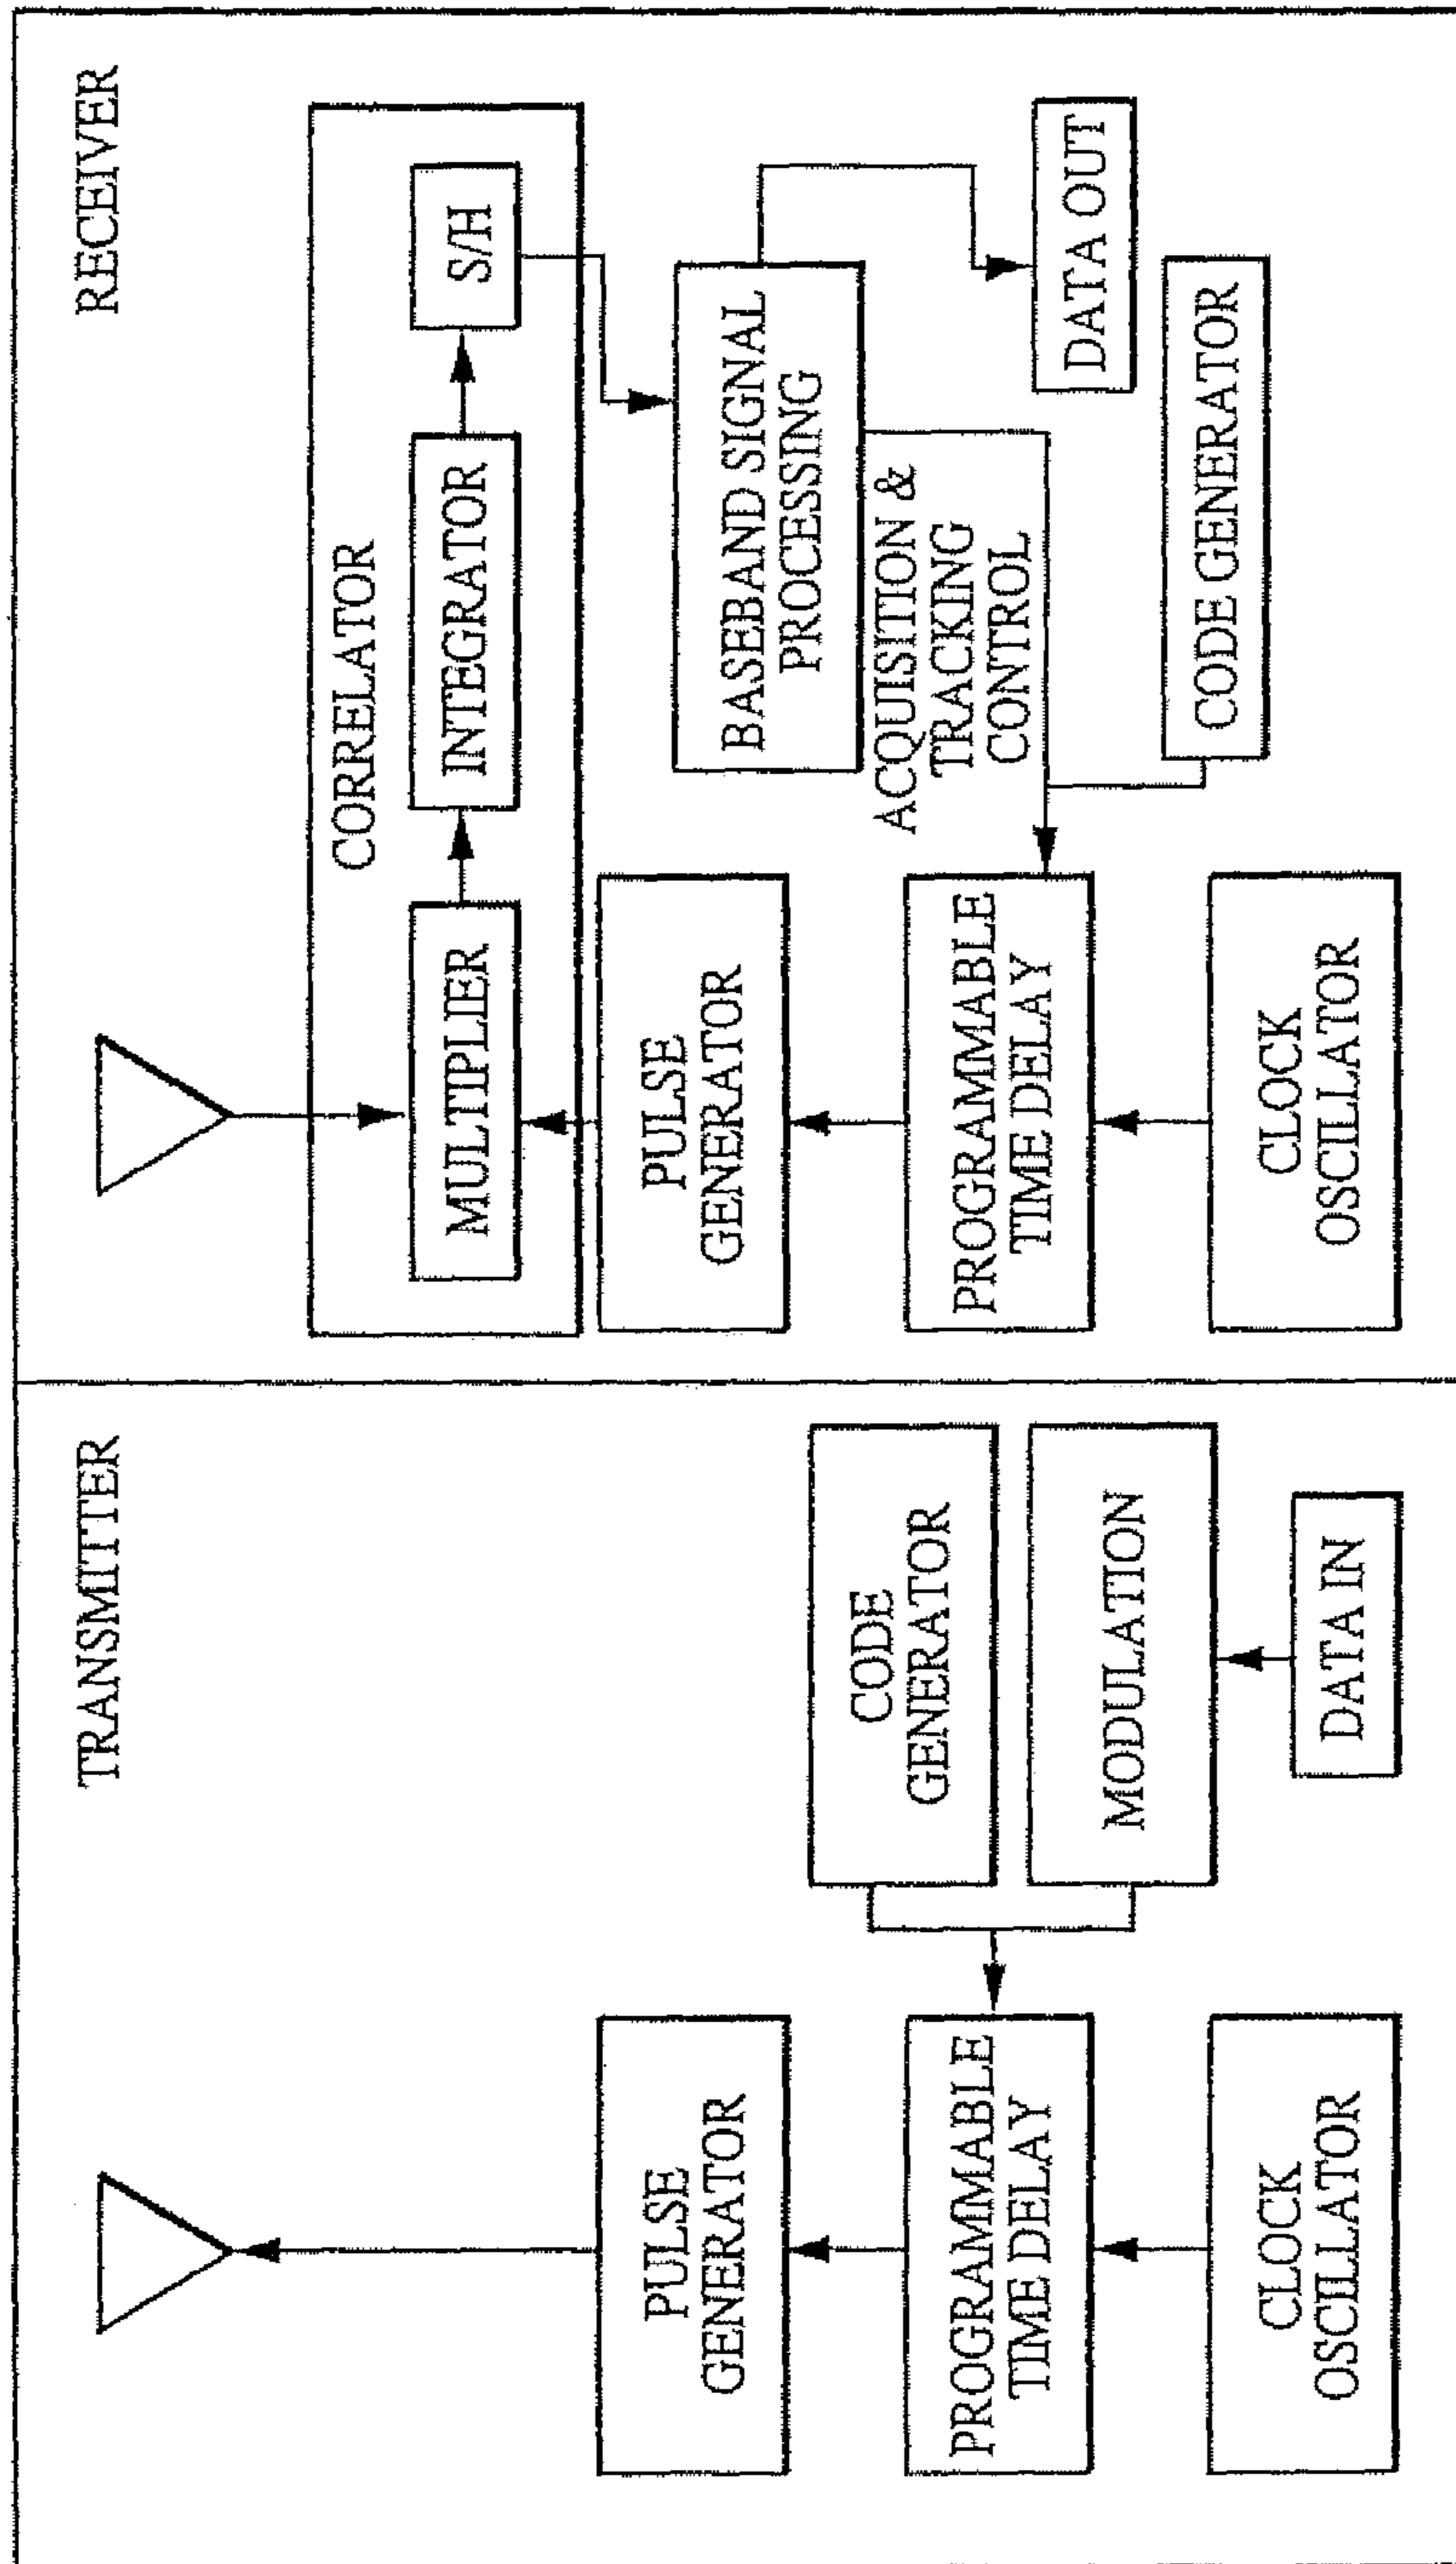 TRANSMITTER
PULSE
GENERATOR
PROGRAMMABLE
TIME DELAY
CLOCK
OSCILLATOR
CODE
GENERATOR
MODULATION
DATA IN
RECEIVER
CORRELATOR
MULTIPLIER
INTEGRATOR
S/H
PULSE
GENERATOR
BASEBAND SIGNAL
PROCESSING
ACQUISITION &
TRACKING
CONTROL
DATA OUT
PROGRAMMABLE
TIME DELAY
CODE GENERATOR
CLOCK
OSCILLATOR